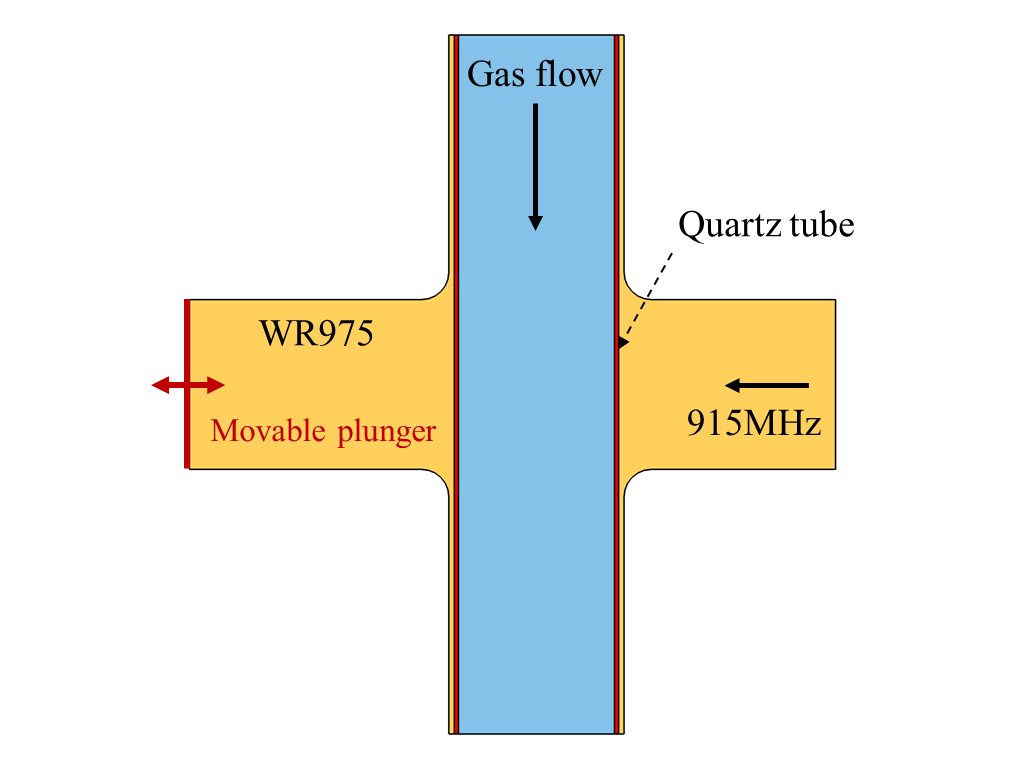 Gas flow
Quartz tube
WR975
Movable plunger
915MHz